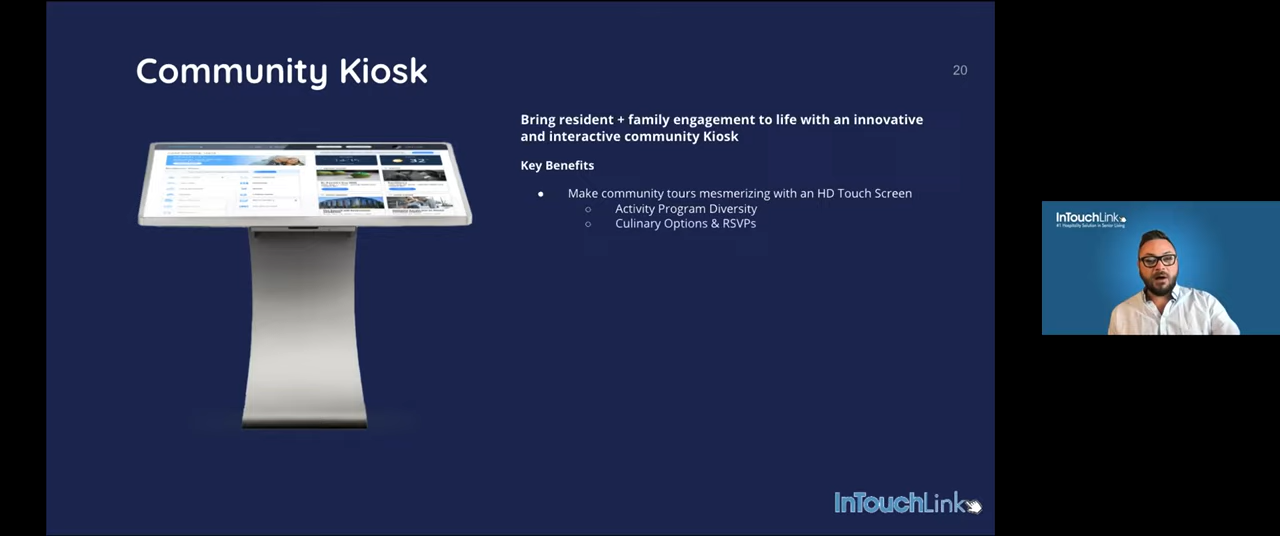 Community Kiosk
20
Bring resident + family engagement to life with an innovative
and interactive community Kiosk
Key Benefits
● Make community tours mesmerizing with an HD Touch Screen
○ Activity Program Diversity
○ Culinary Options & RSVPs
InTouchLink
#1 Hospitality Solution in Senior Living
InTouchLink